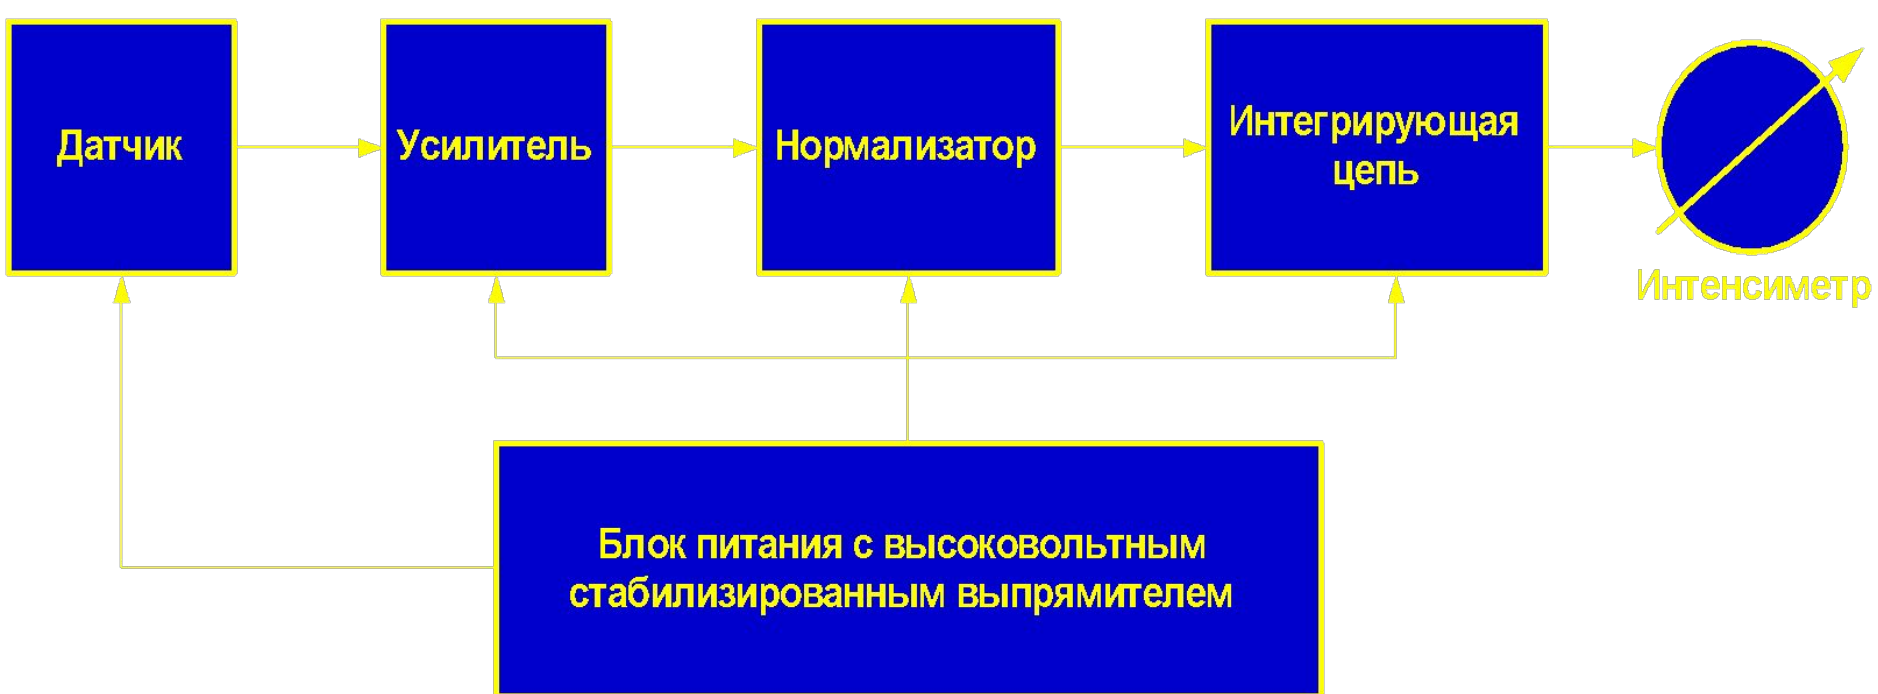 Датчик
Усилитель
Нормализатор
Интегрирующая
цепь
Интенсиметр
Блок питания с высоковольтным
стабилизированным выпрямителем